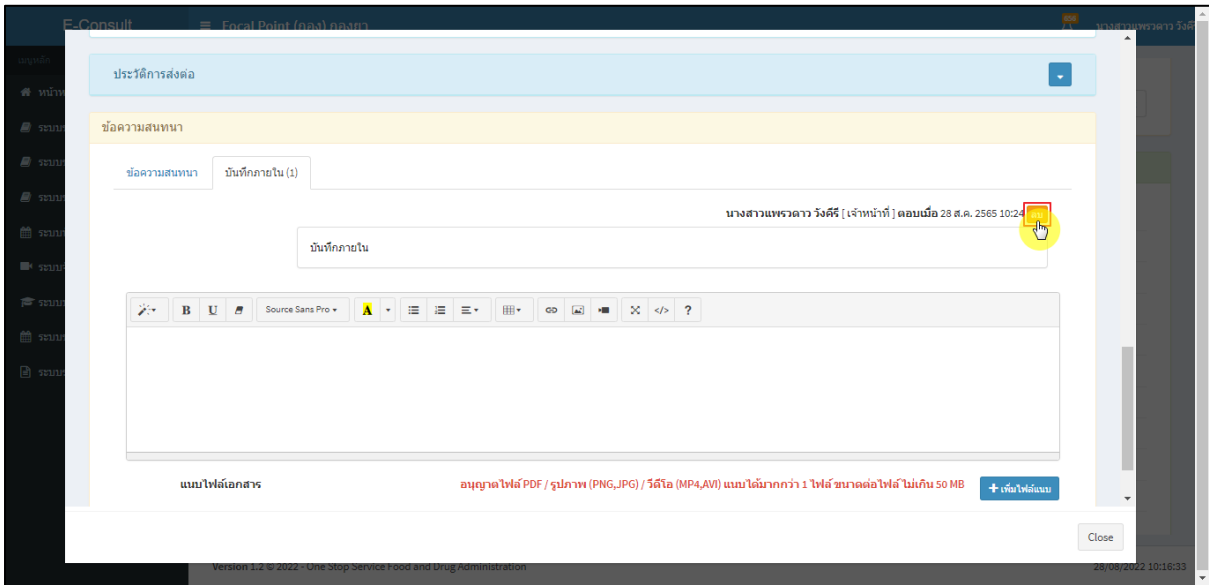 E-Consult
Focal Point (กอง) กองยา
นางสาวแพรวดาว วังคีรี
เมนูหลัก
ประวัติการส่งต่อ
ข้อความสนทนา
ข้อความสนทนา
บันทึกภายใน (1)
นางสาวแพรวดาว วังคีรี [ เจ้าหน้าที่ ] ตอบเมื่อ 28 ส.ค. 2565 10:24 ลบ
บันทึกภายใน
B U Source Sans Pro A </> ?
แนบไฟล์เอกสาร
อนุญาตไฟล์ PDF / รูปภาพ (PNG,JPG) / วีดีโอ (MP4,AVI) แนบได้มากกว่า 1 ไฟล์ ขนาดต่อไฟล์ ไม่เกิน 50 MB
+ เพิ่มไฟล์แนบ
Close
Version 1.2 © 2022 - One Stop Service Food and Drug Administration
28/08/2022 10:16:33